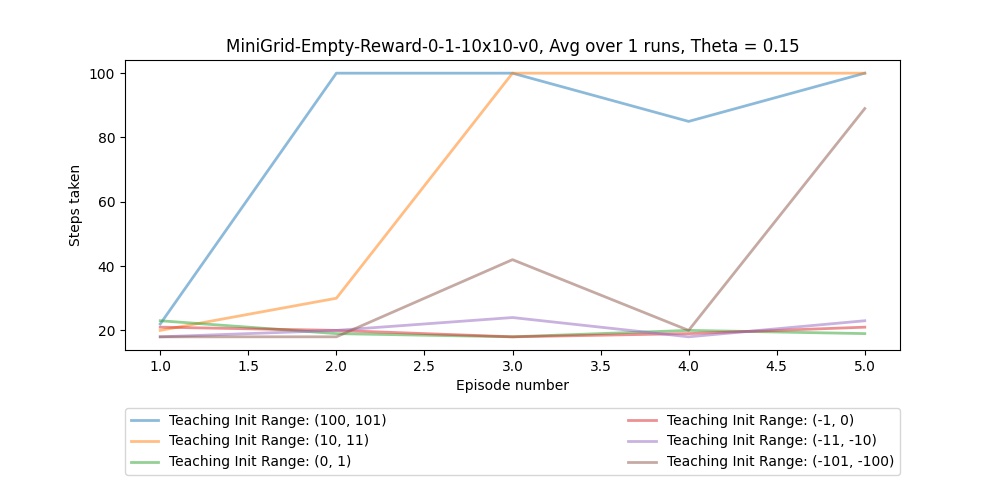 MiniGrid-Empty-Reward-0-1-10x10-v0, Avg over 1 runs, Theta = 0.15
100
80
60
40
20
Steps taken
1.0 1.5 2.0 2.5 3.0 3.5 4.0 4.5 5.0
Episode number
Teaching Init Range: (100, 101)
Teaching Init Range: (10, 11)
Teaching Init Range: (0, 1)
Teaching Init Range: (-1, 0)
Teaching Init Range: (-11, -10)
Teaching Init Range: (-101, -100)